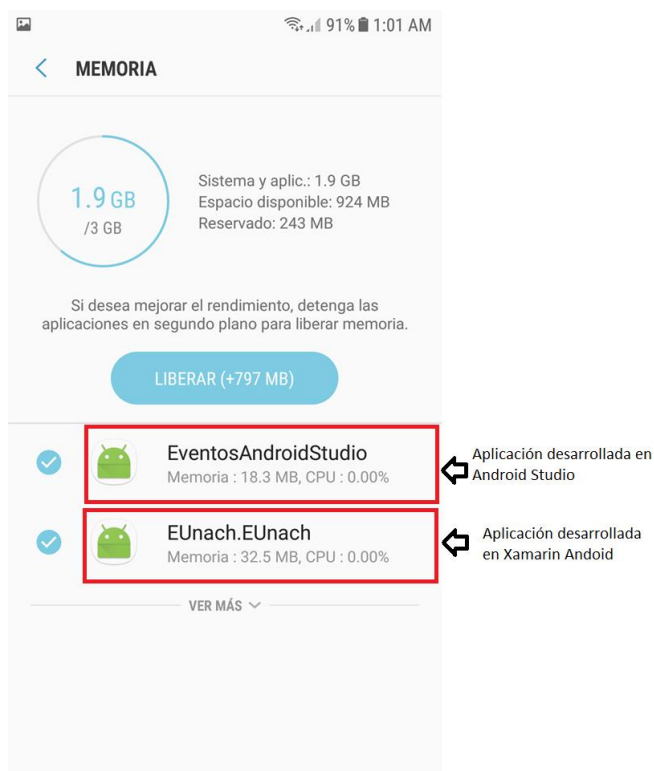 91% 1:01 AM
MEMORIA
1.9 GB
/3 GB
Sistema y aplic.: 1.9 GB
Espacio disponible: 924 MB
Reservado: 243 MB
Si desea mejorar el rendimiento, detenga las
aplicaciones en segundo plano para liberar memoria.
LIBERAR (+797 MB)
EventosAndroidStudio
Memoria : 18.3 MB, CPU : 0.00%
Aplicación desarrollada en
Android Studio
EUnach.EUnach
Memoria : 32.5 MB, CPU : 0.00%
Aplicación desarrollada
en Xamarin Andoid
VER MÁS